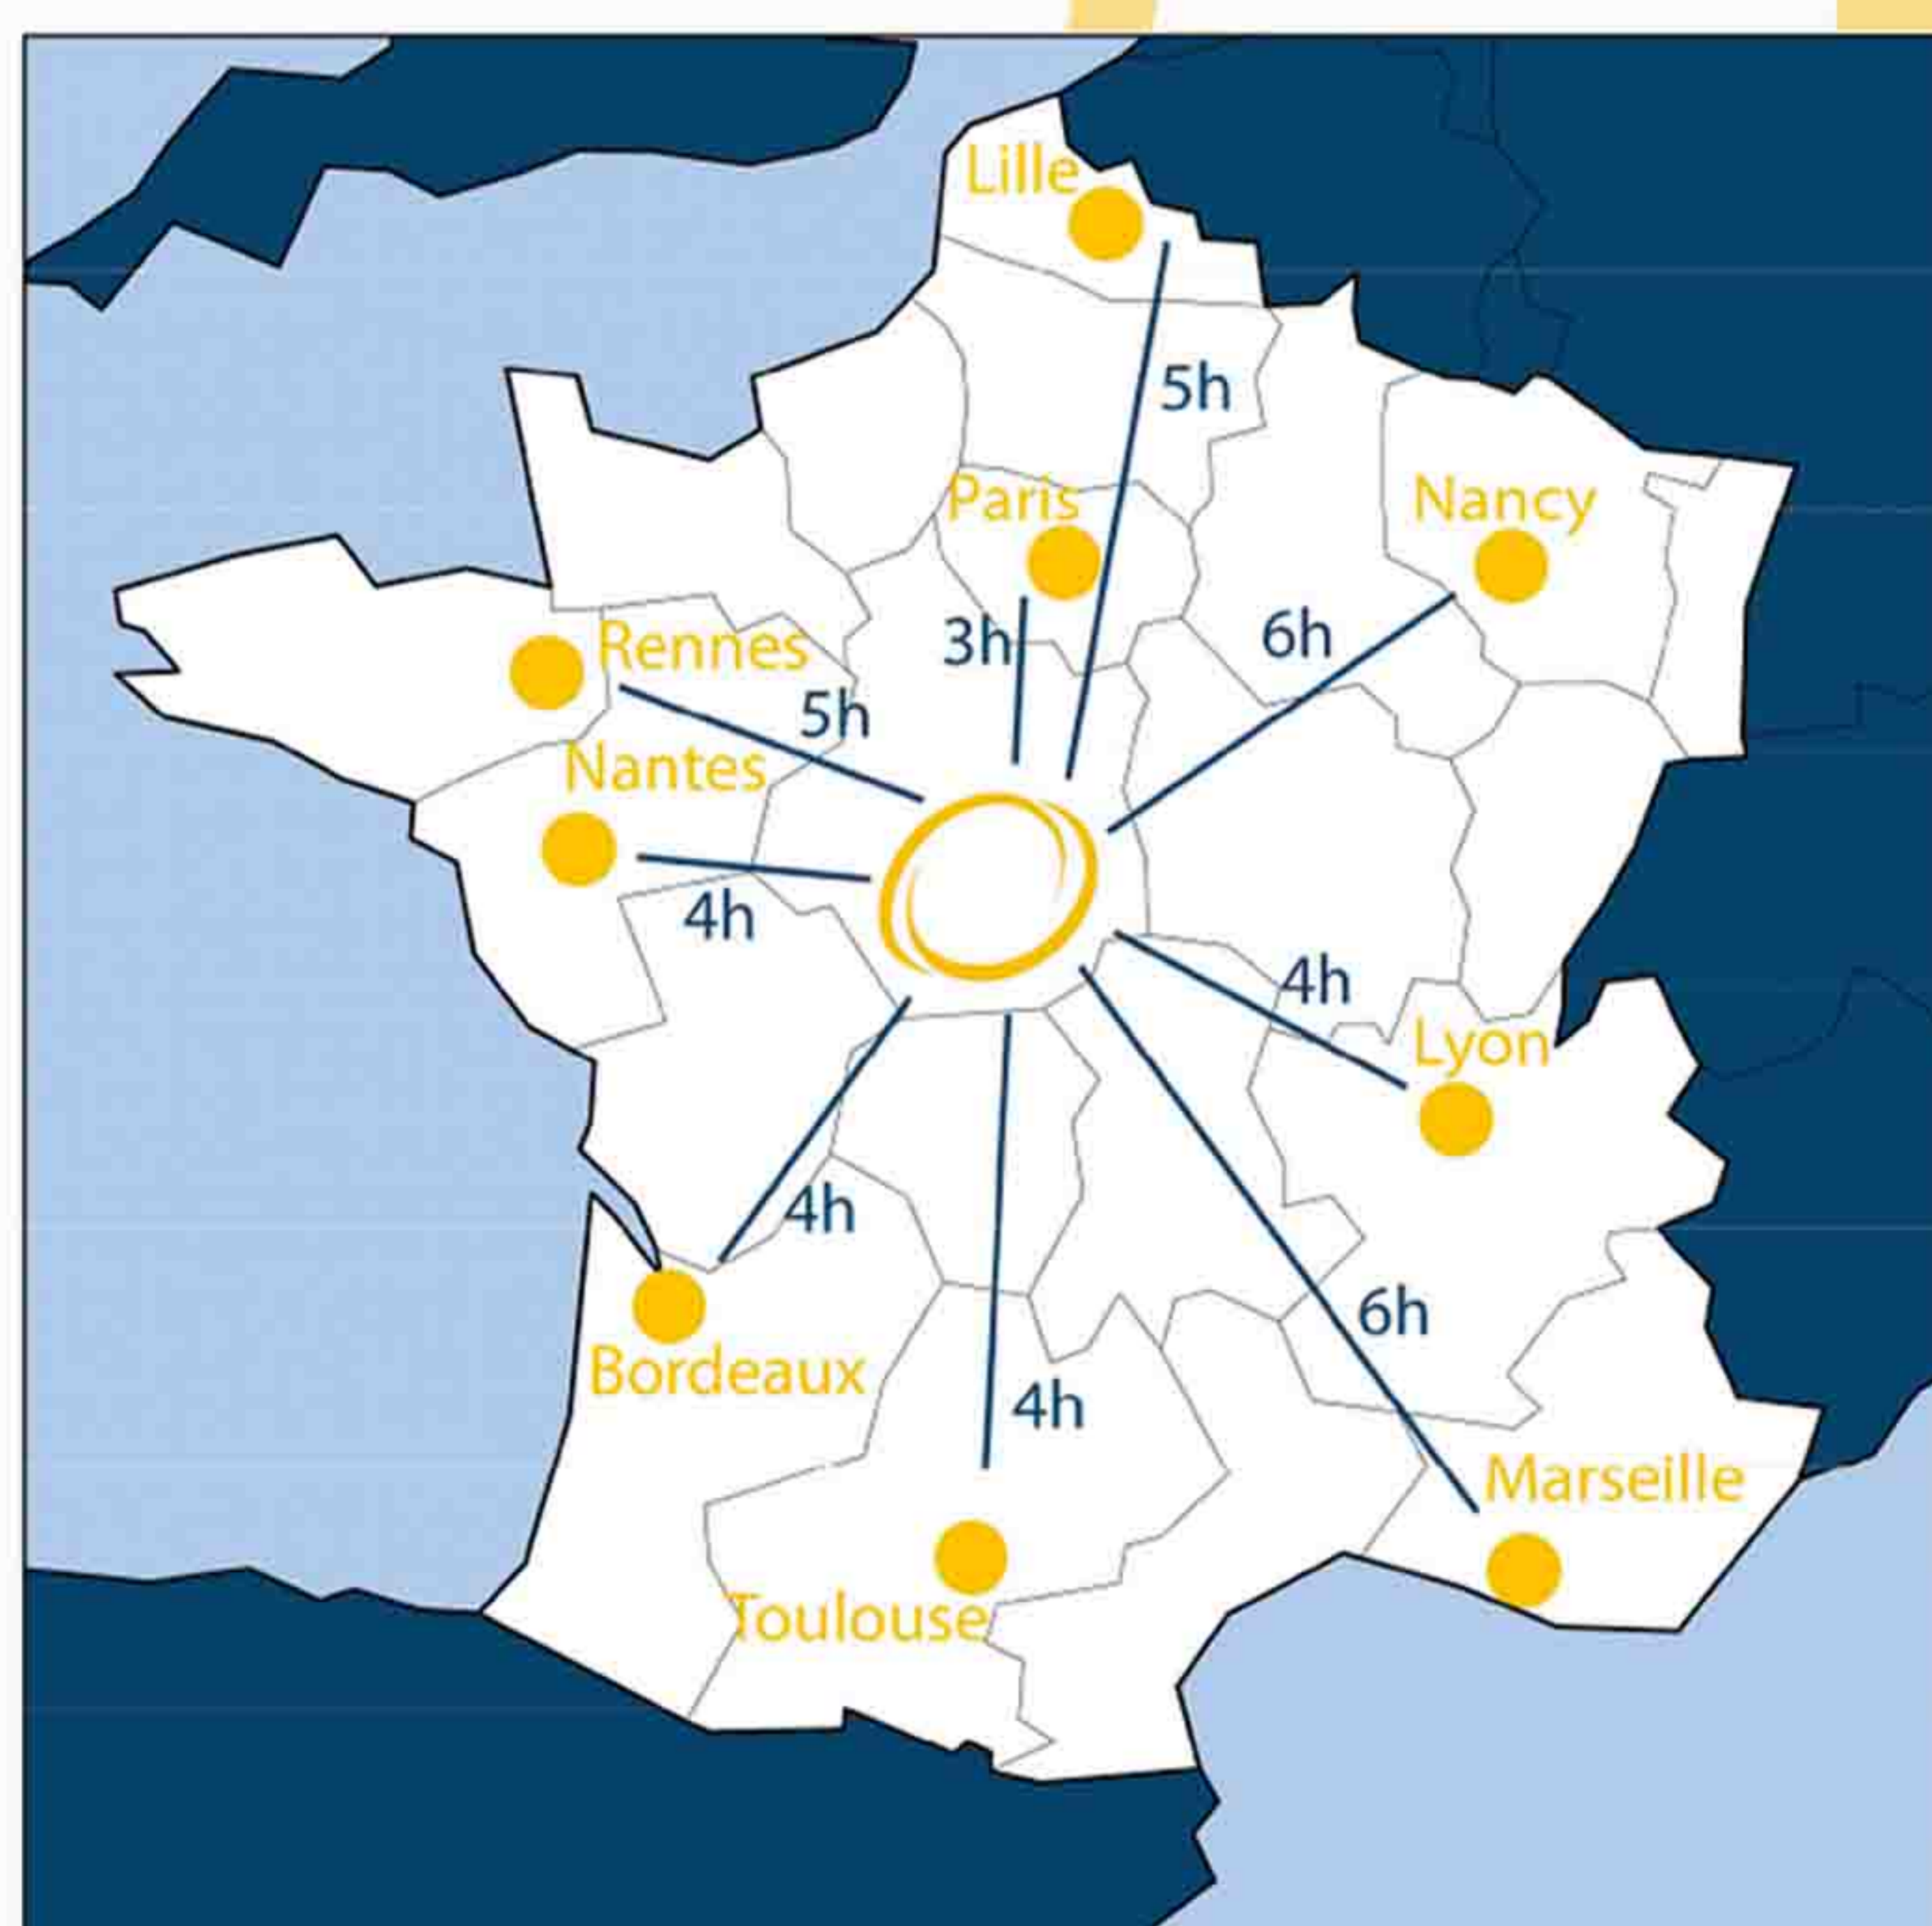 Lille
5h
Paris
Nancy
3h
6h
Rennes
5h
Nantes
4h
4h
Lyon
4h
Bordeaux
6h
4h
Marseille
Toulouse